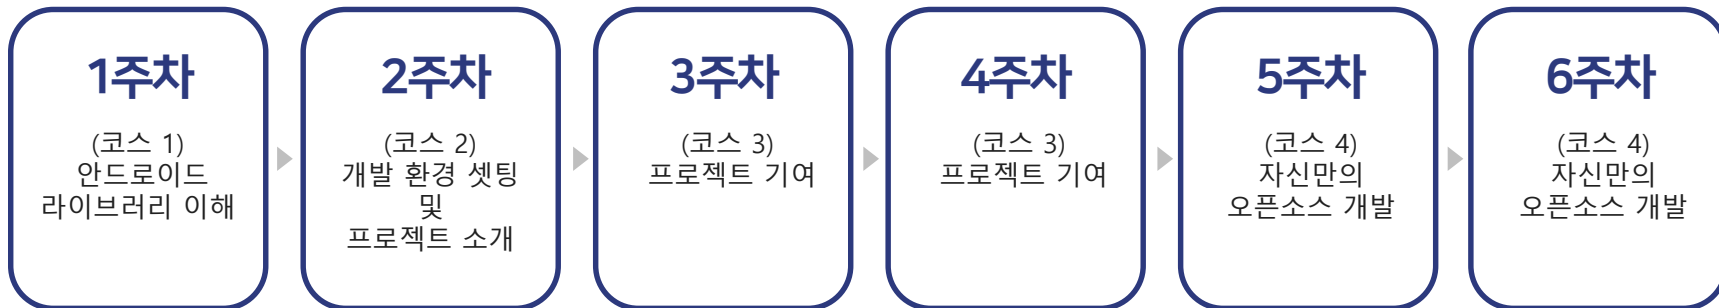 1주차
(코스 1)
안드로이드
라이브러리 이해
2주차
(코스 2)
개발 환경 셋팅
및
프로젝트 소개
3주차
(코스 3)
프로젝트 기여
4주차
(코스 3)
프로젝트 기여
5주차
(코스 4)
자신만의
오픈소스 개발
6주차
(코스 4)
자신만의
오픈소스 개발